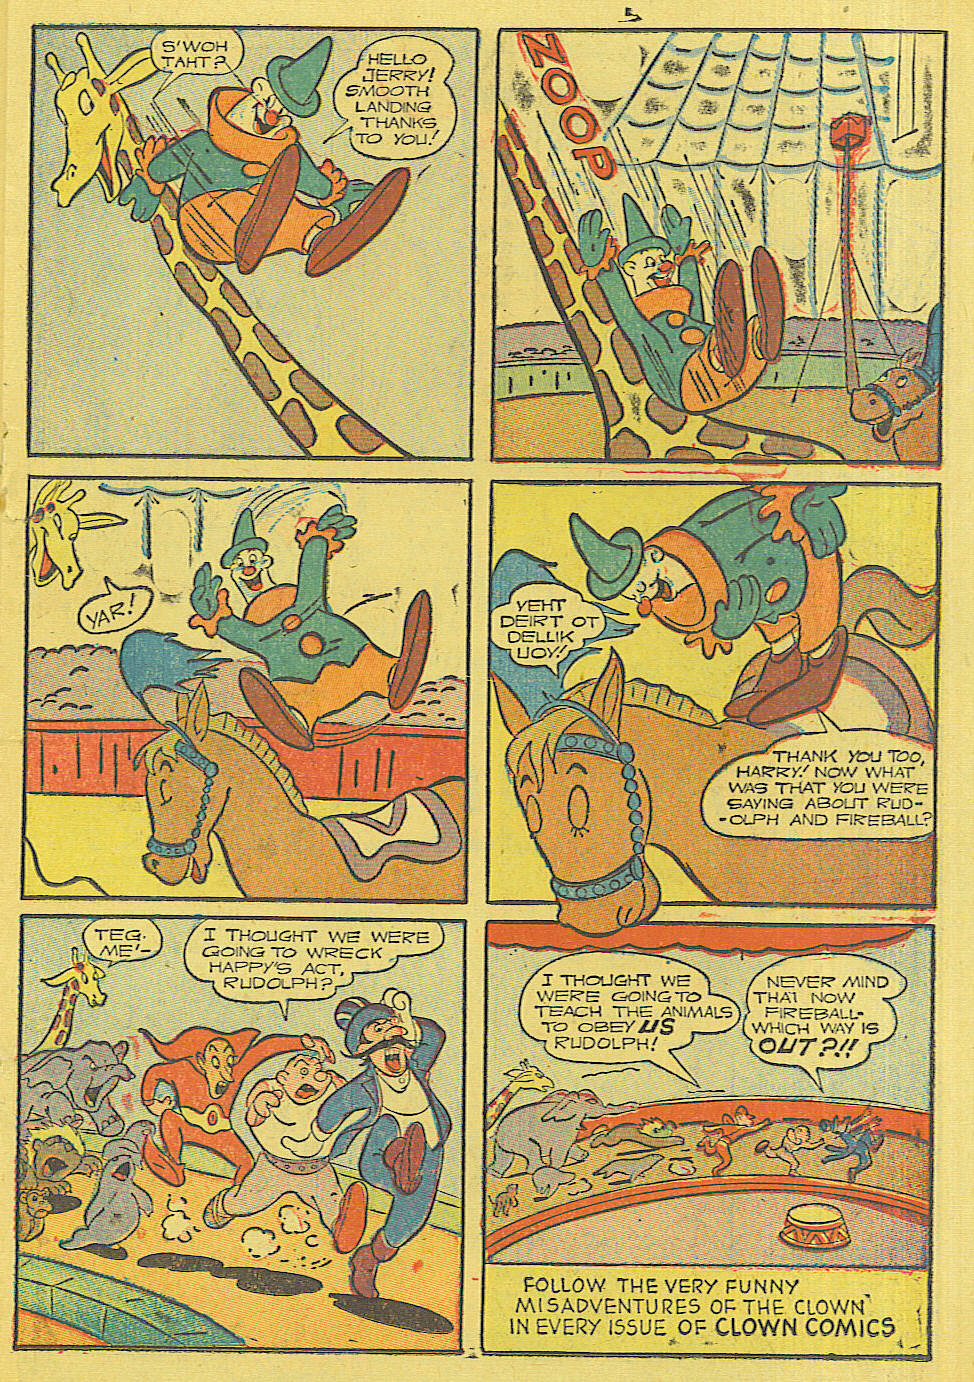 5
S'WOH
TAHT?
HELLO
JERRY!
SMOOTH
LANDING
THANKS
TO YOU!
ZOOP
YAR!
YEHT
DEIRT OT
DELLIK
UOY!
THANK YOU TOO,
HARRY! NOW WHAT
WAS THAT YOU WERE
SAYING ABOUT RUD-
-OLPH AND FIREBALL?
TEG.
ME'-
I THOUGHT WE WERE
GOING TO WRECK
HAPPY'S ACT,
RUDOLPH?
I THOUGHT WE
WERE GOING TO
TEACH THE ANIMALS
TO OBEY US
RUDOLPH!
NEVER MIND
THAT NOW
FIREBALL-
WHICH WAY IS
OUT?!!
FOLLOW THE VERY FUNNY
MISADVENTURES OF THE CLOWN
IN EVERY ISSUE OF CLOWN COMICS